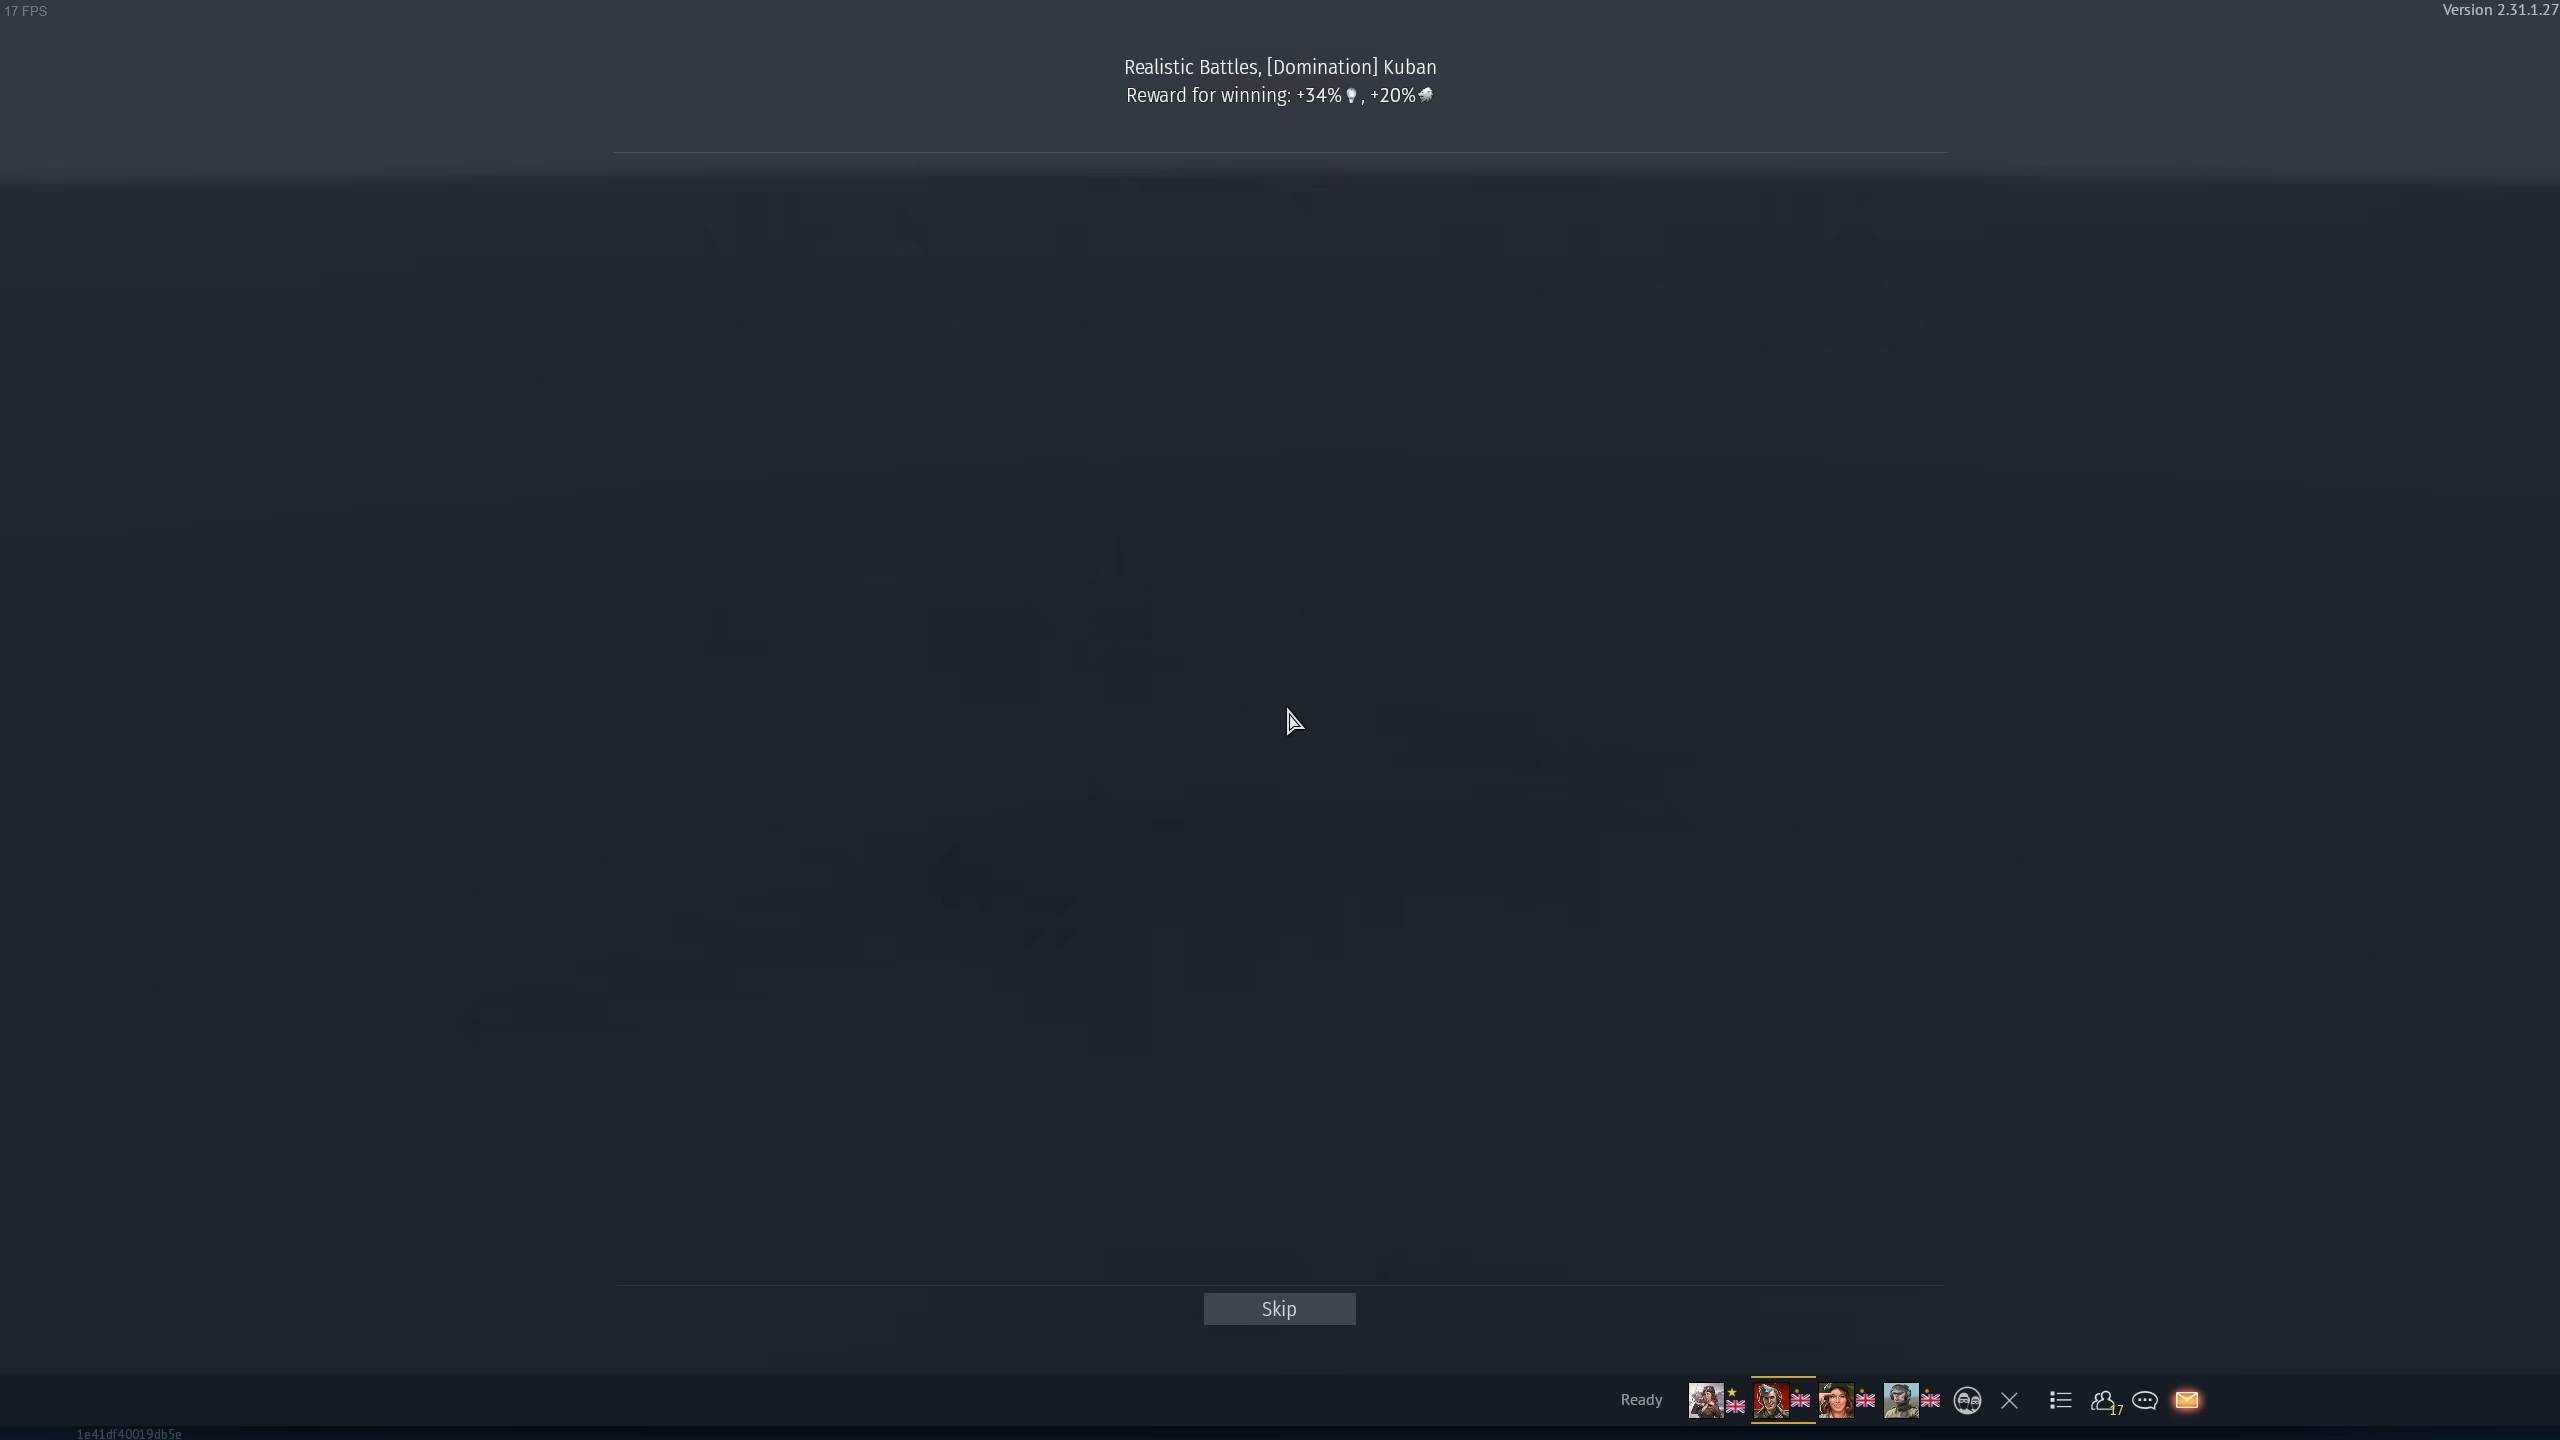 17 FPS
Version 2.31.1.27
Realistic Battles, [Domination] Kuban
Reward for winning: +34%, +20%
Skip
Ready
17
1e41df40019db5e